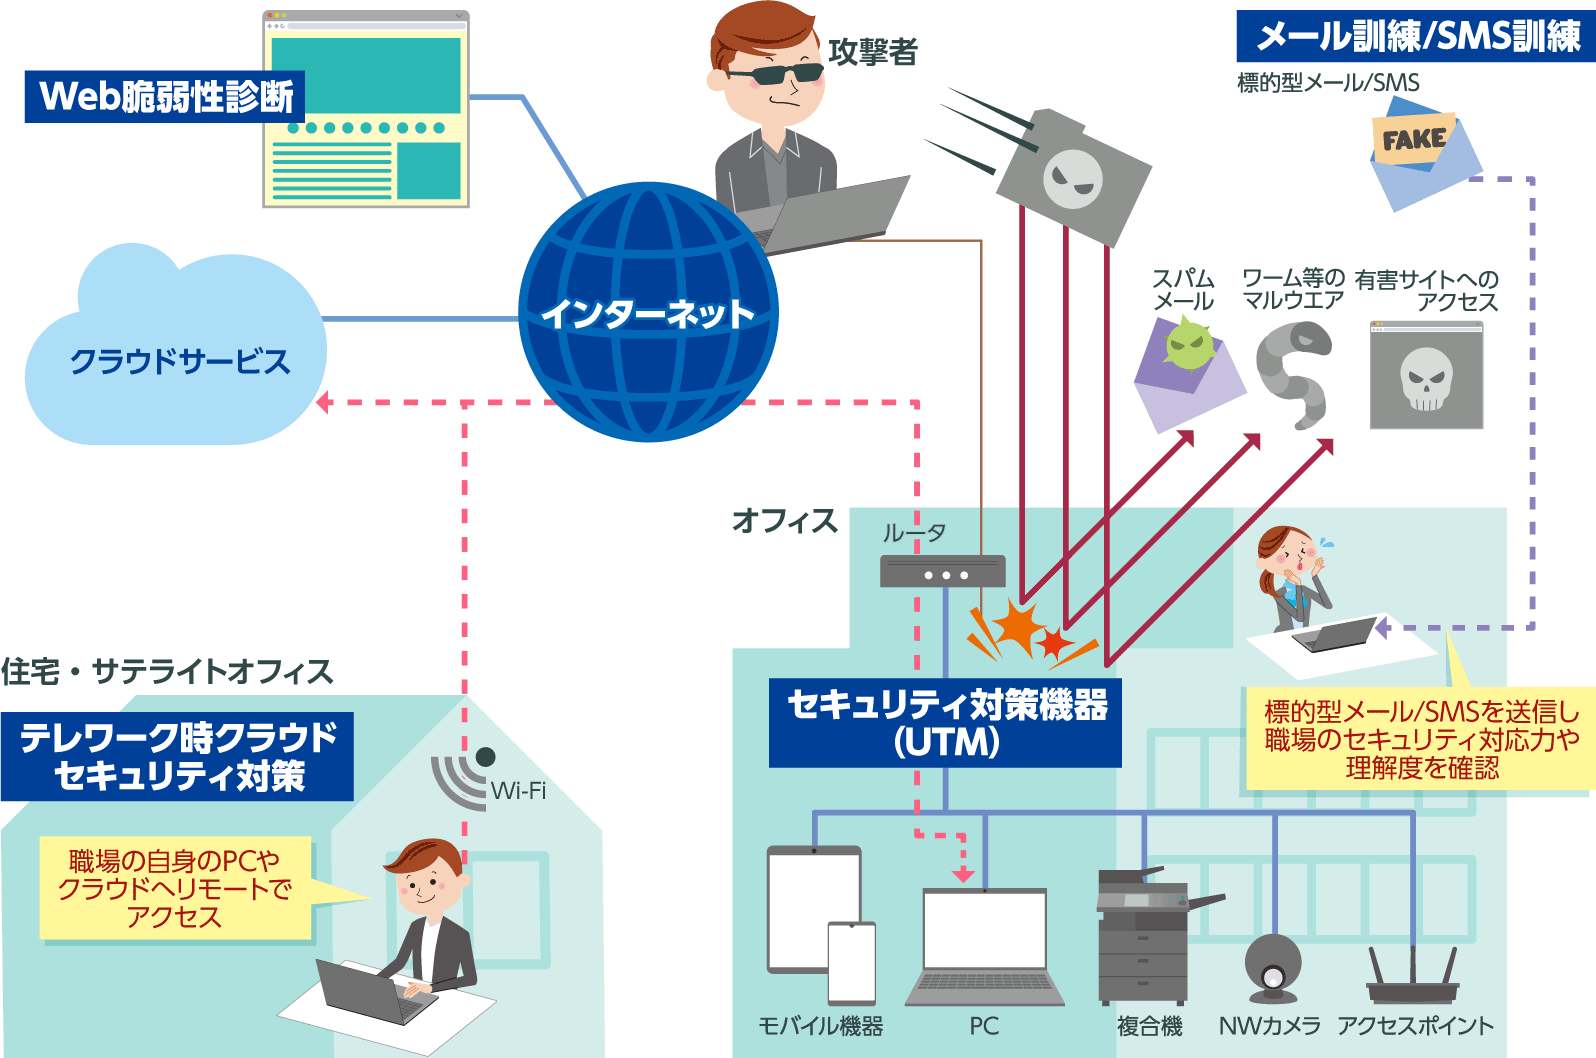 Web脆弱性診断
攻撃者
メール訓練/SMS訓練
標的型メール/SMS
FAKE
インターネット
クラウドサービス
スパム
メール
ワーム等の
マルウエア
有害サイトへの
アクセス
オフィス
ルータ
住宅・サテライトオフィス
テレワーク時クラウド
セキュリティ対策
Wi-Fi
職場の自身のPCや
クラウドへリモートで
アクセス
セキュリティ対策機器
(UTM)
標的型メール/SMSを送信し
職場のセキュリティ対応力や
理解度を確認
モバイル機器
PC
複合機
NWカメラ
アクセスポイント